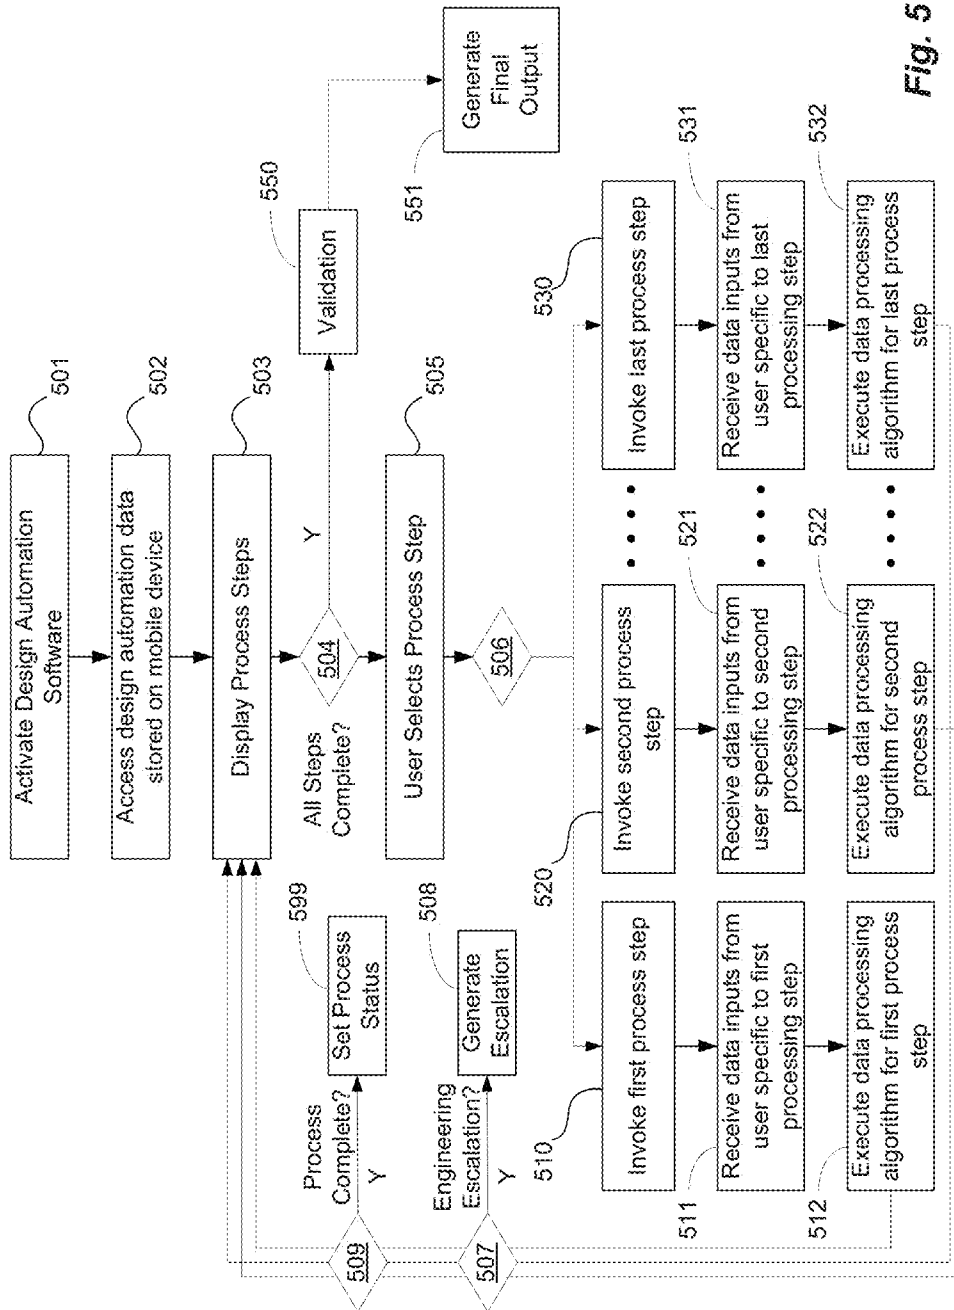 Activate Design Automation
Software
501
Access design automation data
stored on mobile device
502
Display Process Steps
503
All Steps
Complete?
504
Y
Validation
550
Generate
Final
Output
551
User Selects Process Step
505
506
Process
Complete?
509
Y
Set Process
Status
599
Engineering
Escalation?
507
Y
Generate
Escalation
508
Invoke first process step
510
Receive data inputs from
user specific to first
processing step
511
Execute data processing
algorithm for first process
step
512
Invoke second process
step
520
Receive data inputs from
user specific to second
processing step
521
Execute data processing
algorithm for second
process step
522
Invoke last process step
530
Receive data inputs from
user specific to last
processing step
531
Execute data processing
algorithm for last process
step
532
Fig. 5